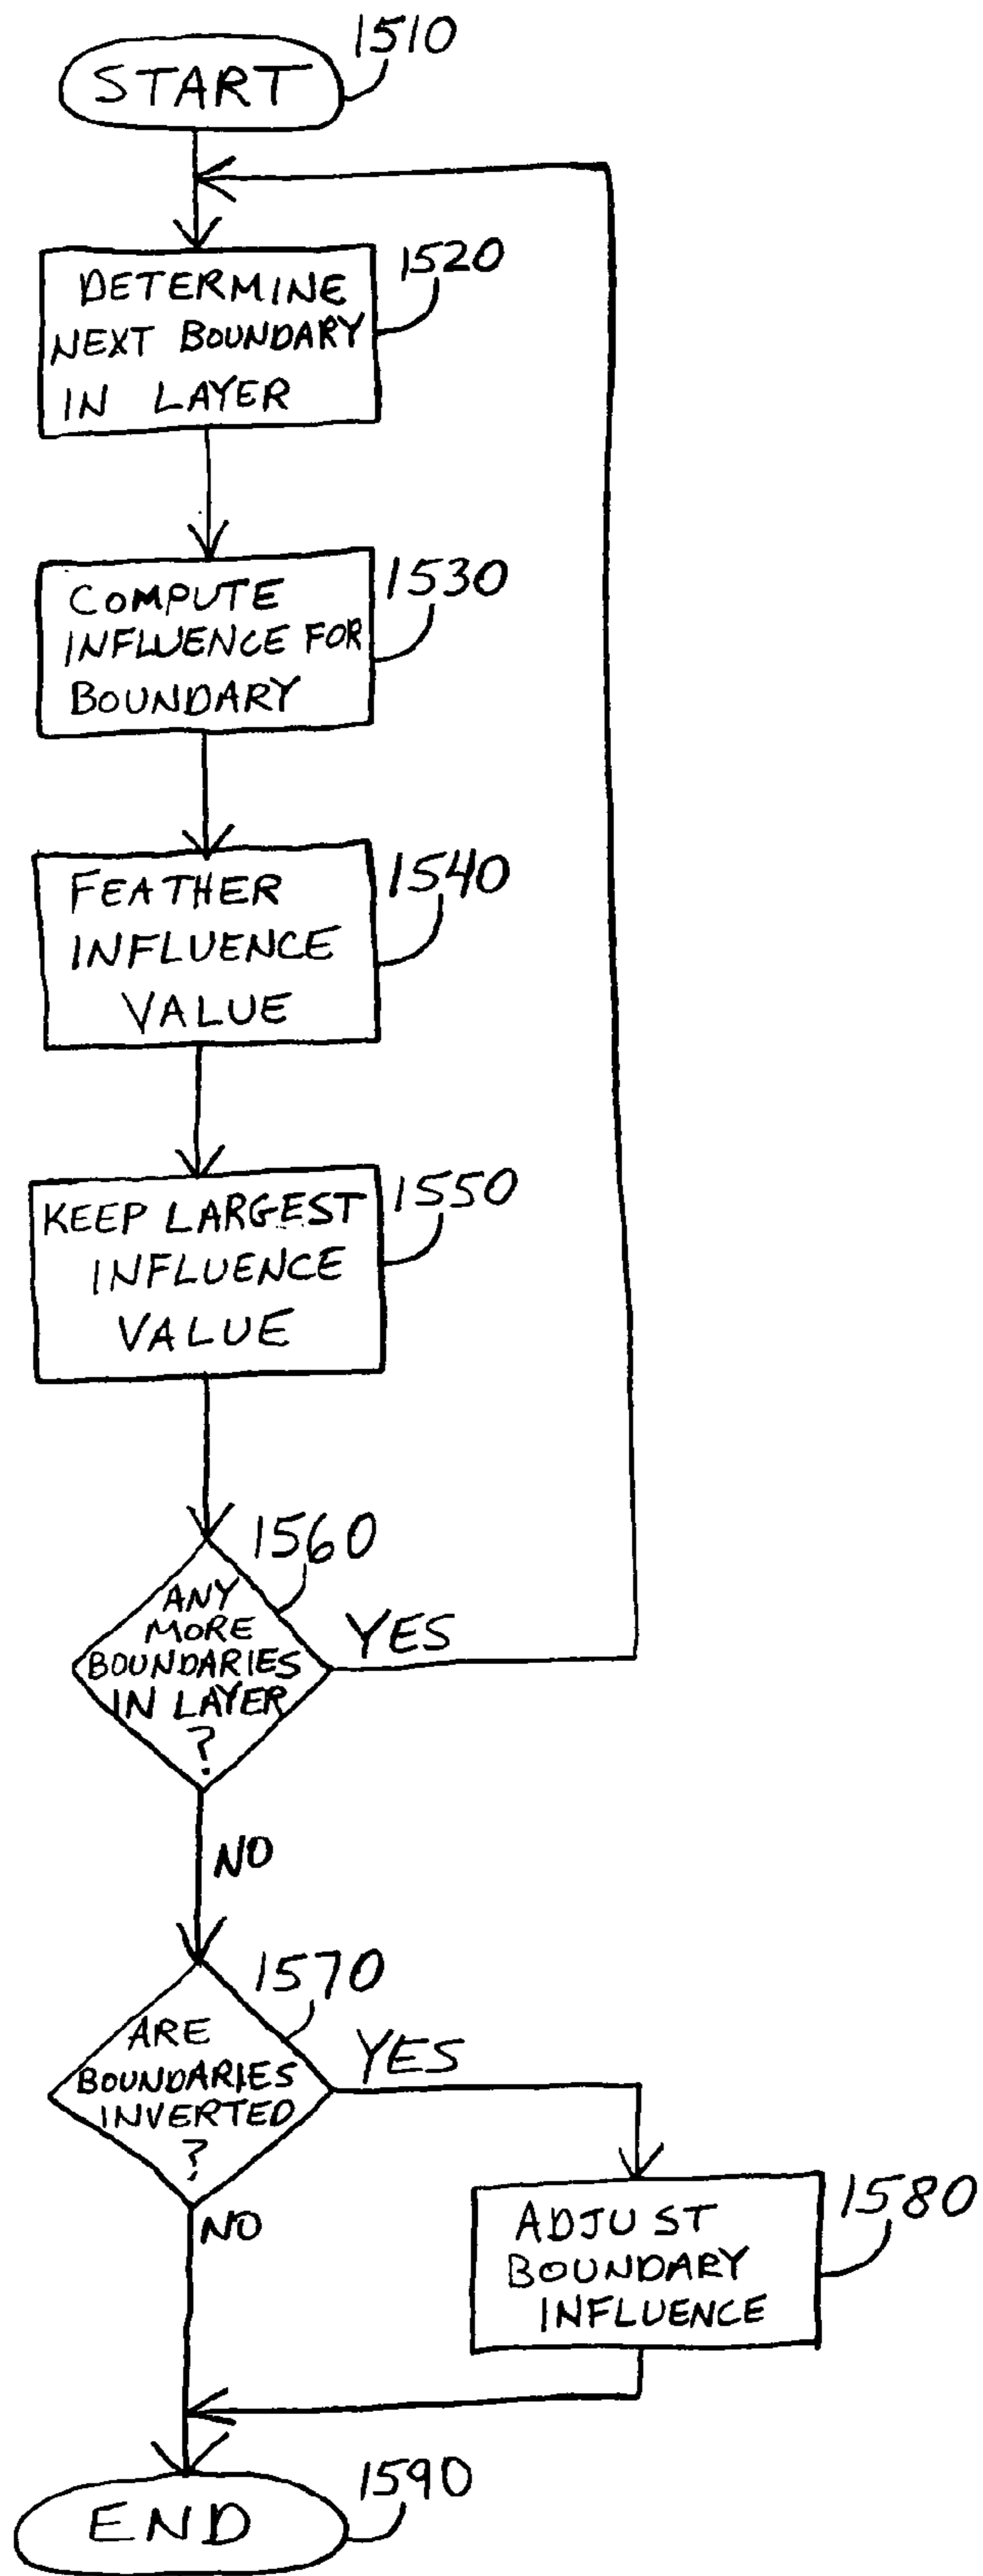 1510
START
1520
DETERMINE
NEXT BOUNDARY
IN LAYER
1530
COMPUTE
INFLUENCE FOR
BOUNDARY
1540
FEATHER
INFLUENCE
VALUE
1550
KEEP LARGEST
INFLUENCE
VALUE
1560
ANY
MORE
BOUNDARIES
IN LAYER
?
YES
NO
1570
ARE
BOUNDARIES
INVERTED
?
YES
NO
1580
ADJUST
BOUNDARY
INFLUENCE
1590
END